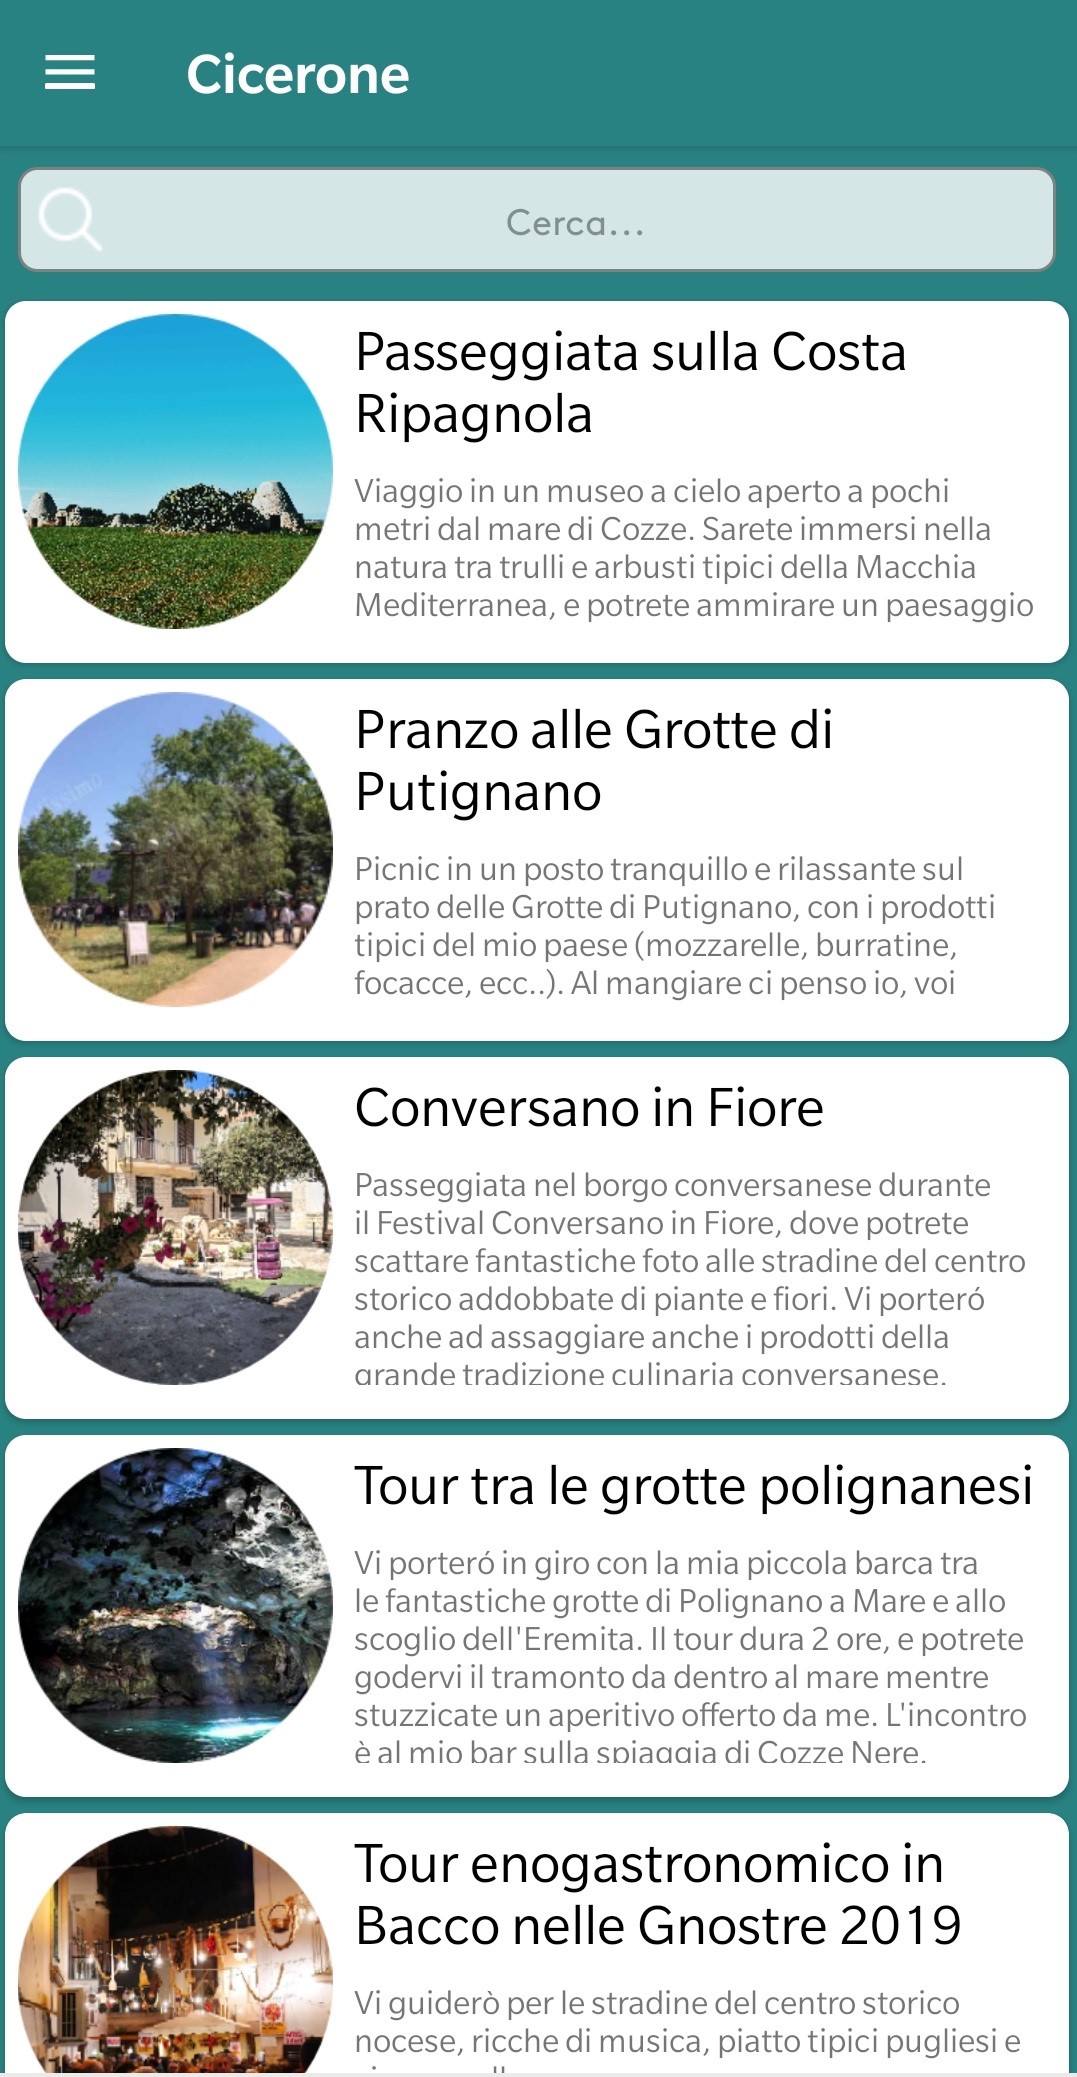 Cicerone
Cerca...
Passeggiata sulla Costa
Ripagnola
Viaggio in un museo a cielo aperto a pochi
metri dal mare di Cozze. Sarete immersi nella
natura tra trulli e arbusti tipici della Macchia
Mediterranea, e potrete ammirare un paesaggio
Pranzo alle Grotte di
Putignano
Picnic in un posto tranquillo e rilassante sul
prato delle Grotte di Putignano, con i prodotti
tipici del mio paese (mozzarelle, burratine,
focacce, ecc..). Al mangiare ci penso io, voi
Conversano in Fiore
Passeggiata nel borgo conversanese durante
il Festival Conversano in Fiore, dove potrete
scattare fantastiche foto alle stradine del centro
storico addobbate di piante e fiori. Vi porteró
anche ad assaggiare anche i prodotti della
grande tradizione culinaria conversanese.
Tour tra le grotte polignanesi
Vi porteró in giro con la mia piccola barca tra
le fantastiche grotte di Polignano a Mare e allo
scoglio dell'Eremita. Il tour dura 2 ore, e potrete
godervi il tramonto da dentro al mare mentre
stuzzicate un aperitivo offerto da me. L'incontro
è al mio bar sulla spiaggia di Cozze Nere.
Tour enogastronomico in
Bacco nelle Gnostre 2019
Vi guiderò per le stradine del centro storico
nocese, ricche di musica, piatto tipici pugliesi e